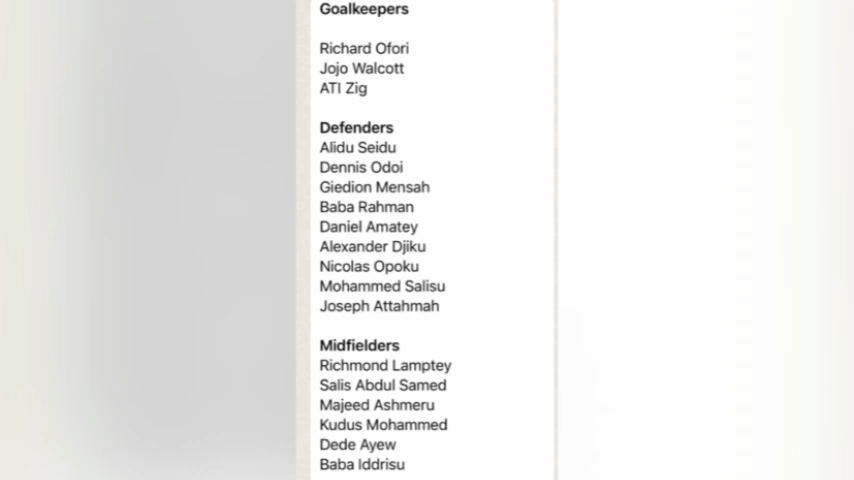 Goalkeepers
Richard Ofori
Jojo Walcott
ATI Zig
Defenders
Alidu Seidu
Dennis Odoi
Giedion Mensah
Baba Rahman
Daniel Amatey
Alexander Djiku
Nicolas Opoku
Mohammed Salisu
Joseph Attahmah
Midfielders
Richmond Lamptey
Salis Abdul Samed
Majeed Ashmeru
Kudus Mohammed
Dede Ayew
Baba Iddrisu